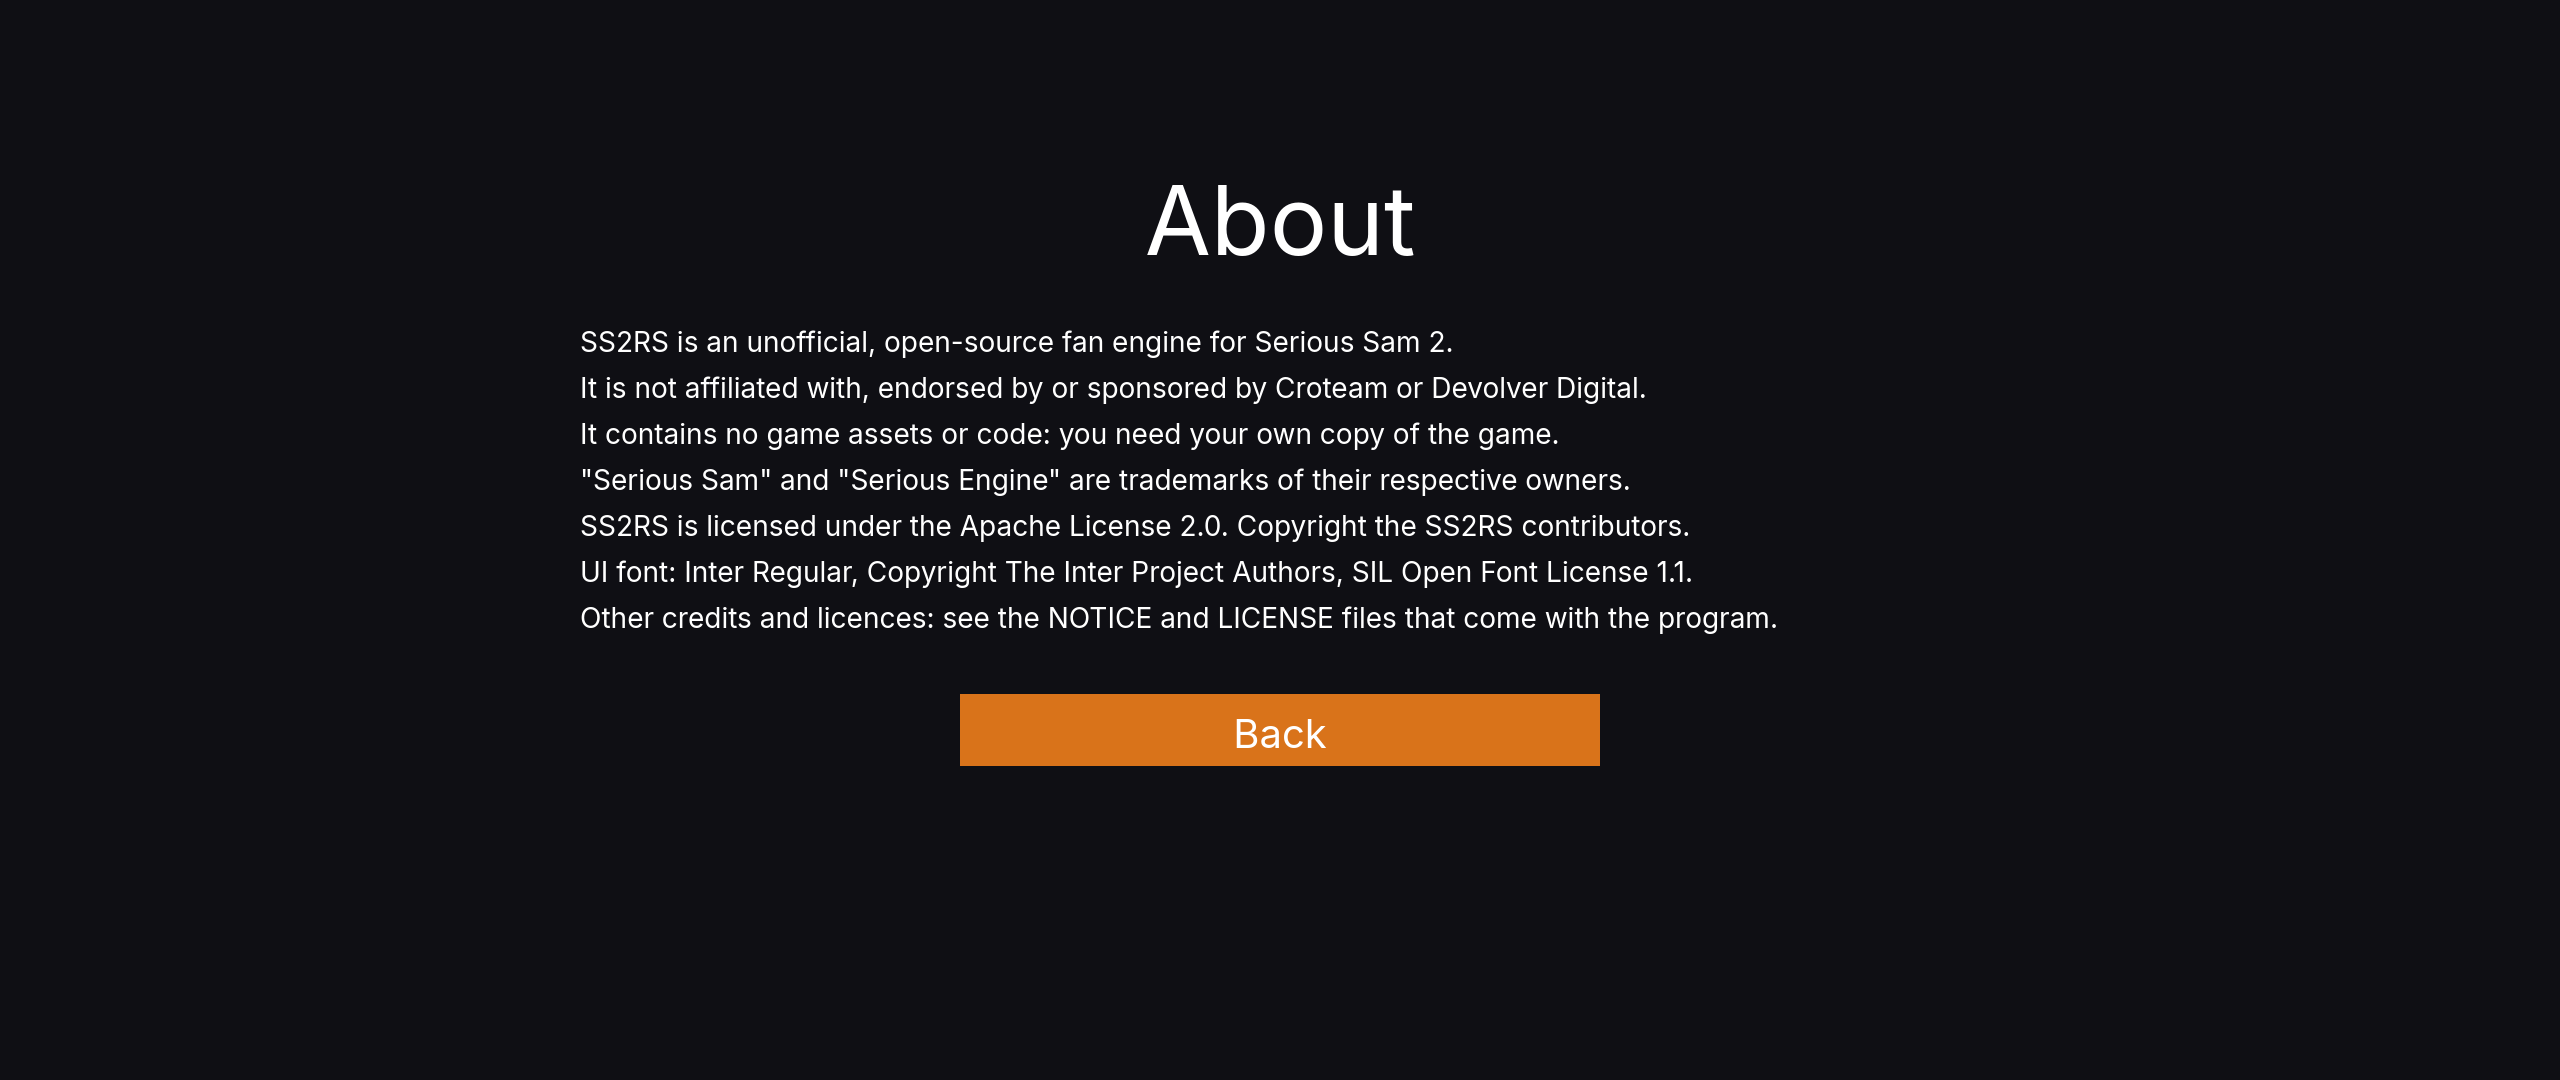 About
SS2RS is an unofficial, open-source fan engine for Serious Sam 2.
It is not affiliated with, endorsed by or sponsored by Croteam or Devolver Digital.
It contains no game assets or code: you need your own copy of the game.
"Serious Sam" and "Serious Engine" are trademarks of their respective owners.
SS2RS is licensed under the Apache License 2.0. Copyright the SS2RS contributors.
UI font: Inter Regular, Copyright The Inter Project Authors, SIL Open Font License 1.1.
Other credits and licences: see the NOTICE and LICENSE files that come with the program.
Back